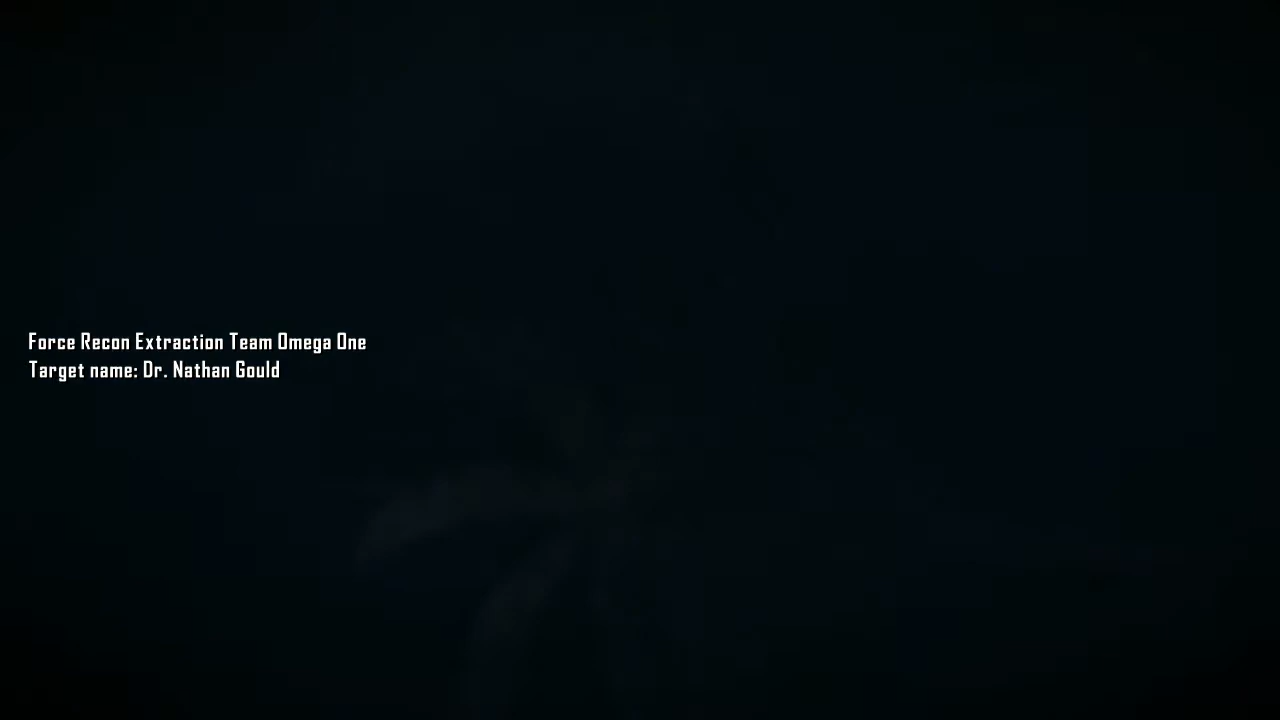 Force Recon Extraction Team Omega One
Target name: Dr. Nathan Gould